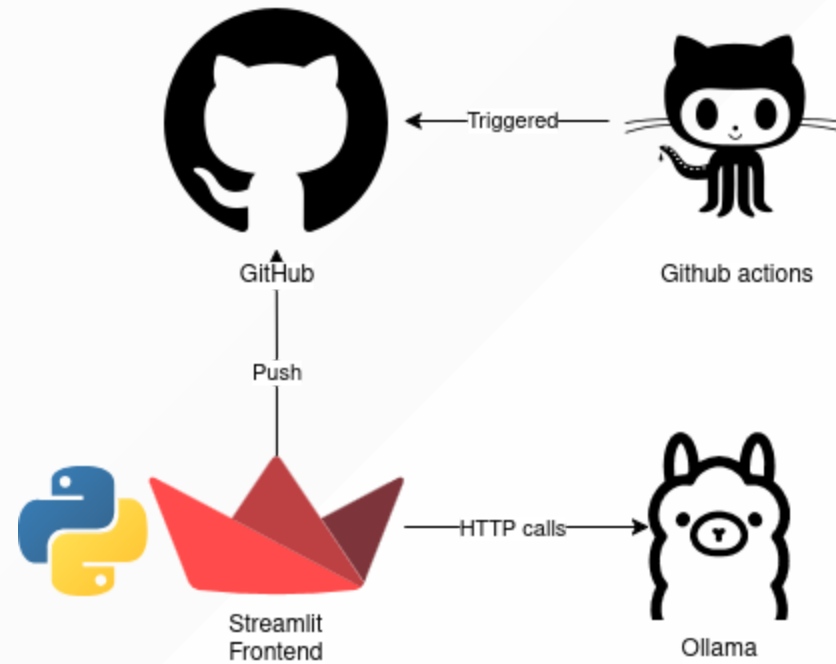 Triggered
GitHub
Github actions
Push
HTTP calls
Streamlit
Frontend
Ollama